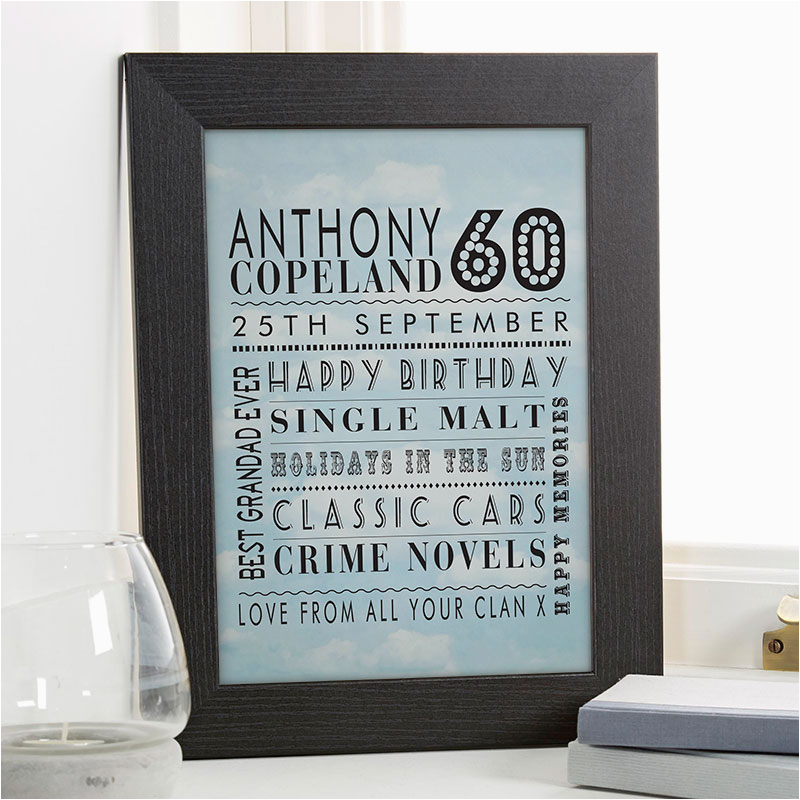 ANTHONY
COPELAND 60
25TH SEPTEMBER
BEST GRANDAD EVER
HAPPY BIRTHDAY
SINGLE MALT
HOLIDAYS IN THE SUN
CLASSIC CARS
CRIME NOVELS
HAPPY MEMORIES
LOVE FROM ALL YOUR CLAN X